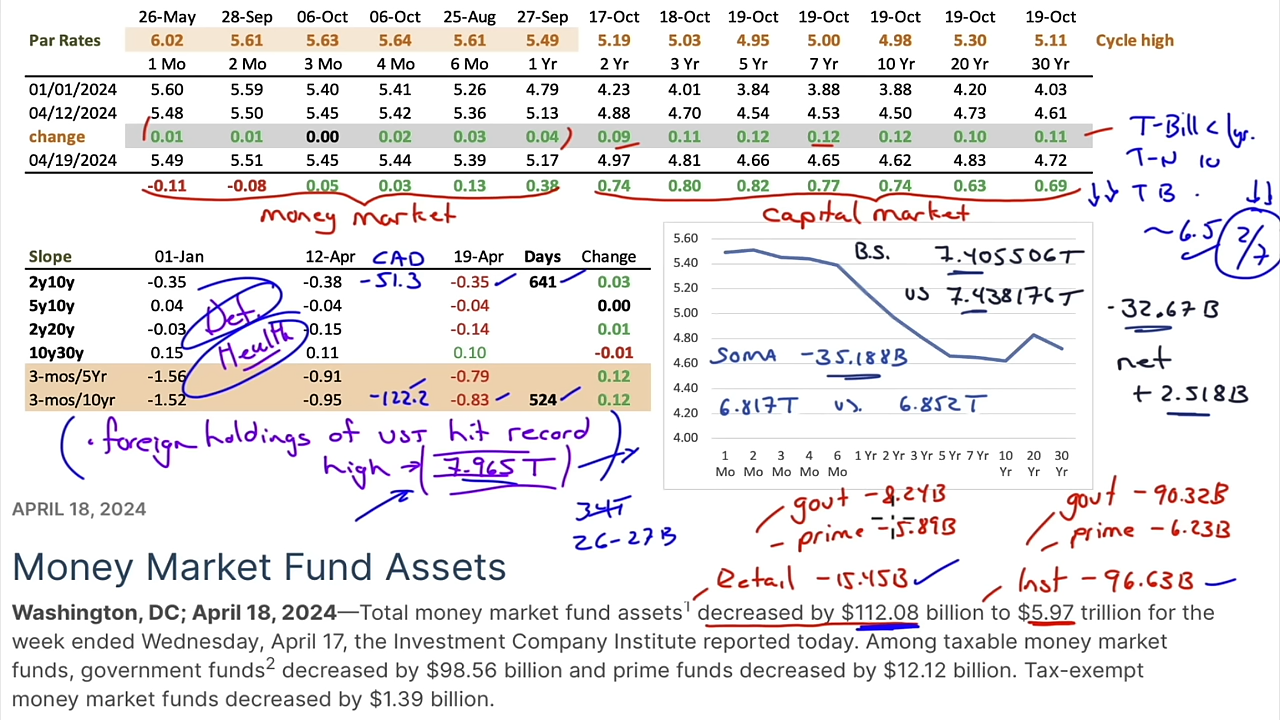 26-May 28-Sep 06-Oct 06-Oct 25-Aug 27-Sep 17-Oct 18-Oct 19-Oct 19-Oct 19-Oct 19-Oct 19-Oct
Par Rates 6.02 5.61 5.63 5.64 5.61 5.49 5.19 5.03 4.95 5.00 4.98 5.30 5.11 Cycle high
1 Mo 2 Mo 3 Mo 4 Mo 6 Mo 1 Yr 2 Yr 3 Yr 5 Yr 7 Yr 10 Yr 20 Yr 30 Yr
01/01/2024 5.60 5.59 5.40 5.41 5.26 4.79 4.23 4.01 3.84 3.88 3.88 4.20 4.03
04/12/2024 5.48 5.50 5.45 5.42 5.36 5.13 4.88 4.70 4.54 4.53 4.50 4.73 4.61
change 0.01 0.01 0.00 0.02 0.03 0.04 0.09 0.11 0.12 0.12 0.12 0.10 0.11
04/19/2024 5.49 5.51 5.45 5.44 5.39 5.17 4.97 4.81 4.66 4.65 4.62 4.83 4.72
-0.11 -0.08 0.05 0.03 0.13 0.38 0.74 0.80 0.82 0.77 0.74 0.63 0.69
T-Bill < 1yr.
T-N 10
T B
~6.5
2/7
money market
capital market
Slope 01-Jan 12-Apr CAD 19-Apr Days Change
2y10y -0.35 -0.38 -51.3 -0.35 641 0.03
5y10y 0.04 -0.04 -0.04 0.00
2y20y -0.03 -0.15 -0.14 0.01
10y30y 0.15 0.11 0.10 -0.01
3-mos/5Yr -1.56 -0.91 -0.79 0.12
3-mos/10yr -1.52 -0.95 -122.2 -0.83 524 0.12
Def.
Health
. foreign holdings of UST hit record
high → 7.965 T
34T
26-27B
5.60
5.40
5.20
5.00
4.80
4.60
4.40
4.20
4.00
1 Mo 2 Mo 3 Mo 4 Mo 6 Mo 1 Yr 2 Yr 3 Yr 5 Yr 7 Yr 10 Yr 20 Yr 30 Yr
B.S. 7.405506T
vs 7.438176T
SOMA -35.188B
6.817T vs. 6.852T
-32.67B
net
+ 2.518B
govt -8.24B
- prime -5.89B
Retail -15.45B
govt -90.32B
- prime -6.23B
Inst -96.63B
APRIL 18, 2024
Money Market Fund Assets
Washington, DC; April 18, 2024—Total money market fund assets1 decreased by $112.08 billion to $5.97 trillion for the
week ended Wednesday, April 17, the Investment Company Institute reported today. Among taxable money market
funds, government funds2 decreased by $98.56 billion and prime funds decreased by $12.12 billion. Tax-exempt
money market funds decreased by $1.39 billion.